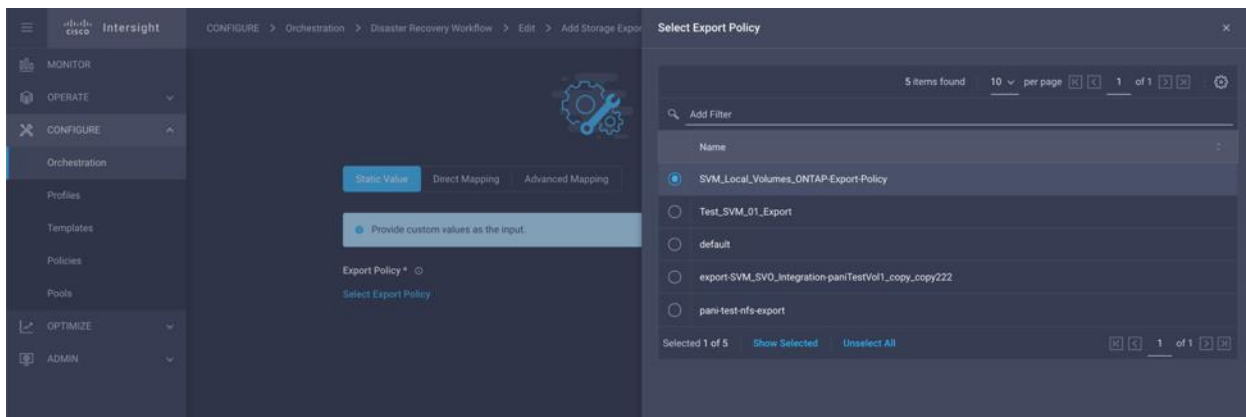 cisco Intersight
CONFIGURE > Orchestration > Disaster Recovery Workflow > Edit > Add Storage Expor
Select Export Policy
MONITOR
OPERATE
CONFIGURE
Orchestration
Profiles
Templates
Policies
Pools
OPTIMIZE
ADMIN
Static Value Direct Mapping Advanced Mapping
Provide custom values as the input.
Export Policy *
Select Export Policy
5 items found 10 per page 1 of 1
Add Filter
Name
SVM_Local_Volumes_ONTAP-Export-Policy
Test_SVM_01_Export
default
export-SVM_SVO_Integration-paniTestVol1_copy_copy222
pani-test-nfs-export
Selected 1 of 5 Show Selected Unselect All 1 of 1